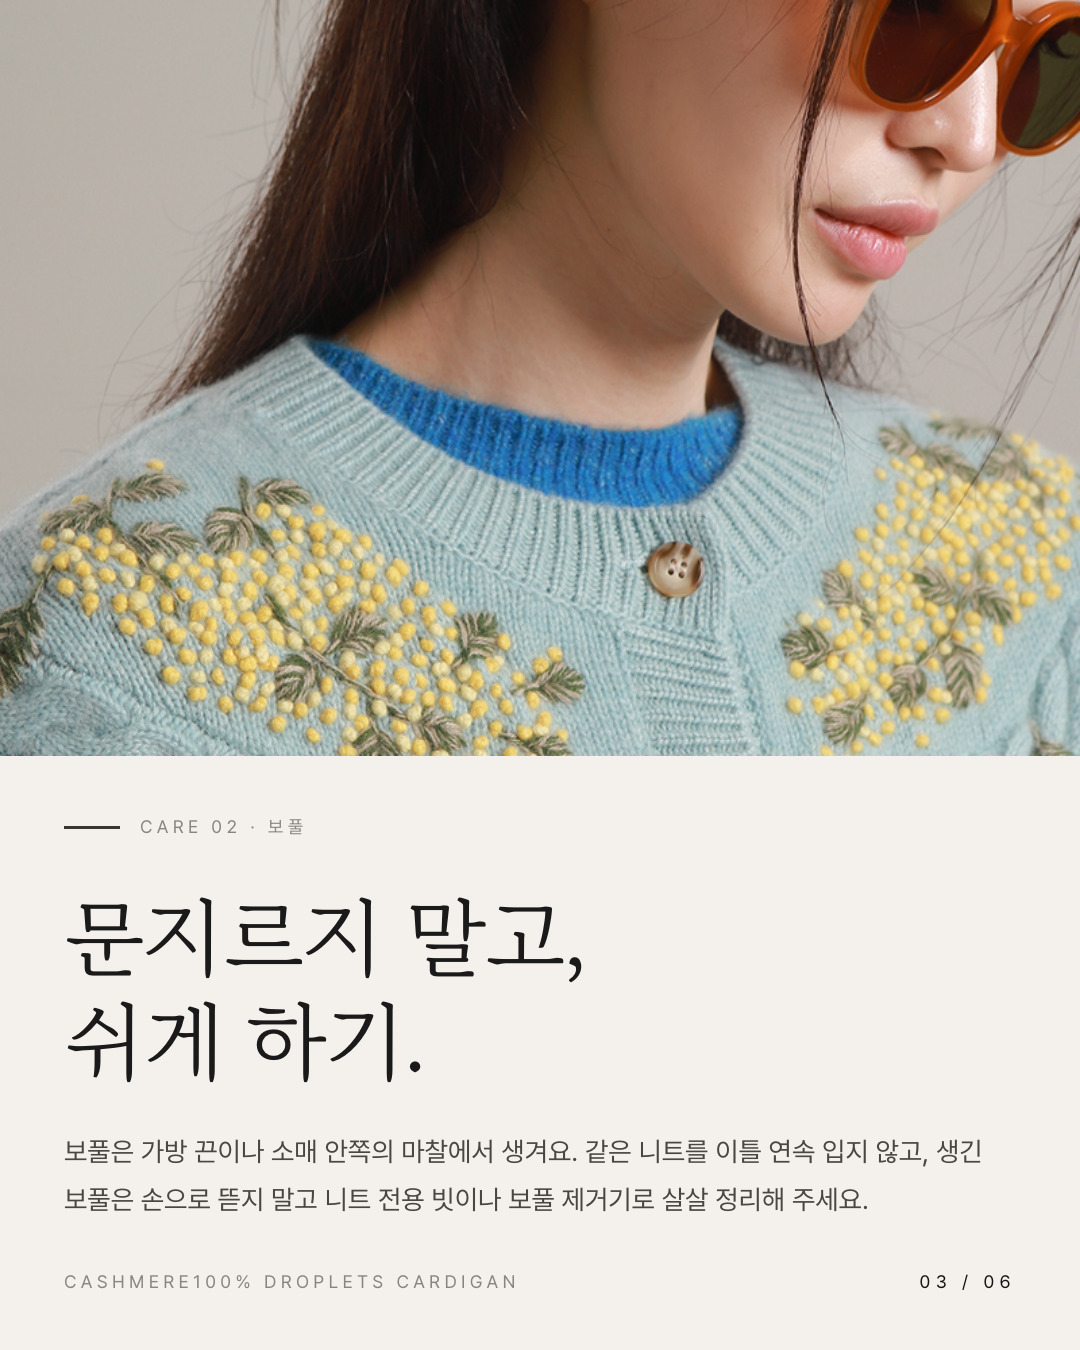 CARE 02 · 보풀
문지르지 말고,
쉬게 하기.
보풀은 가방 끈이나 소매 안쪽의 마찰에서 생겨요. 같은 니트를 이틀 연속 입지 않고, 생긴
보풀은 손으로 뜯지 말고 니트 전용 빗이나 보풀 제거기로 살살 정리해 주세요.
CASHMERE100% DROPLETS CARDIGAN
03 / 06